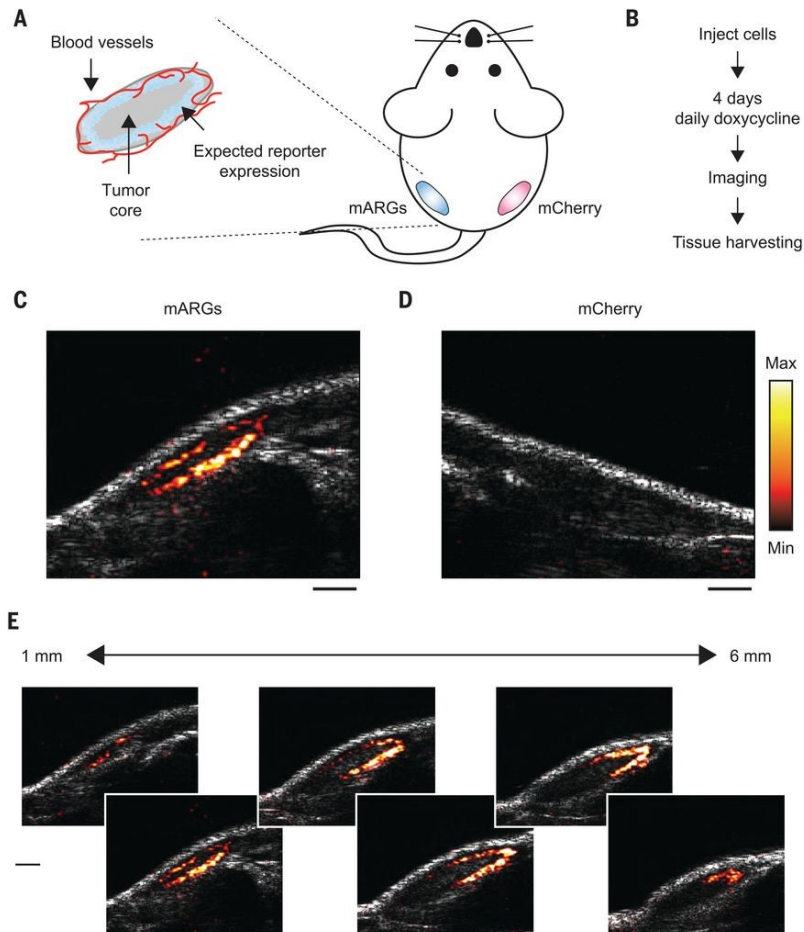 A
Blood vessels
Expected reporter
expression
Tumor
core
mARGs
mCherry
B
Inject cells
4 days
daily doxycycline
Imaging
Tissue harvesting
C
mARGs
D
mCherry
Max
Min
E
1 mm
6 mm